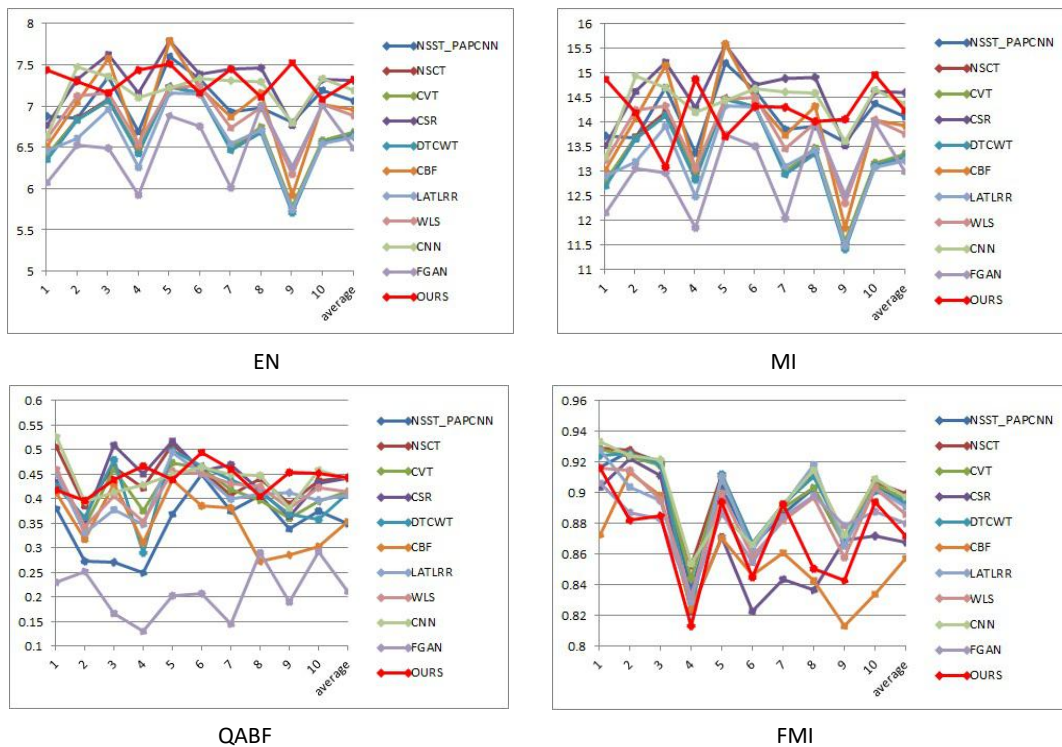 8
7.5
7
6.5
6
5.5
5
1 2 3 4 5 6 7 8 9 10 average
NSST_PAPCNN
NSCT
CVT
CSR
DTCWT
CBF
LATLRR
WLS
CNN
FGAN
OURS
EN
16
15.5
15
14.5
14
13.5
13
12.5
12
11.5
11
1 2 3 4 5 6 7 8 9 10 average
NSST_PAPCNN
NSCT
CVT
CSR
DTCWT
CBF
LATLRR
WLS
CNN
FGAN
OURS
MI
0.6
0.55
0.5
0.45
0.4
0.35
0.3
0.25
0.2
0.15
0.1
1 2 3 4 5 6 7 8 9 10 average
NSST_PAPCNN
NSCT
CVT
CSR
DTCWT
CBF
LATLRR
WLS
CNN
FGAN
OURS
QABF
0.96
0.94
0.92
0.9
0.88
0.86
0.84
0.82
0.8
1 2 3 4 5 6 7 8 9 10 average
NSST_PAPCNN
NSCT
CVT
CSR
DTCWT
CBF
LATLRR
WLS
CNN
FGAN
OURS
FMI